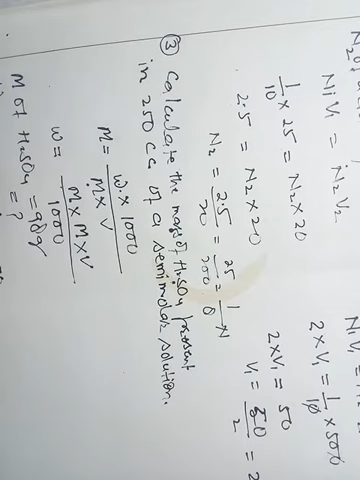 N₁V₁ = N₂V₂
1/10 × 25 = N₂ × 20
2.5 = N₂ × 20
N₂ = 2.5/20 = 25/200 = 1/8 N
2 × V₁ = 1/10 × 500
2 × V₁ = 50
V₁ = 50/2 = 2
③ Calculate the mass of H₂SO₄ present
in 250 cc of a semimolar solution.
M = W × 1000 / M × V
W = M × M × V / 1000
M of H₂SO₄ = 98g
= ?